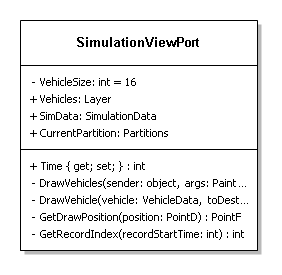 SimulationViewPort
- VehicleSize: int = 16
+ Vehicles: Layer
+ SimData: SimulationData
+ CurrentPartition: Partitions
+ Time { get; set; } : int
- DrawVehicles(sender: object, args: Paint ...
- DrawVehicle(vehicle: VehicleData, toDest...
- GetDrawPosition(position: PointD) : PointF
- GetRecordIndex(recordStartTime: int) : int